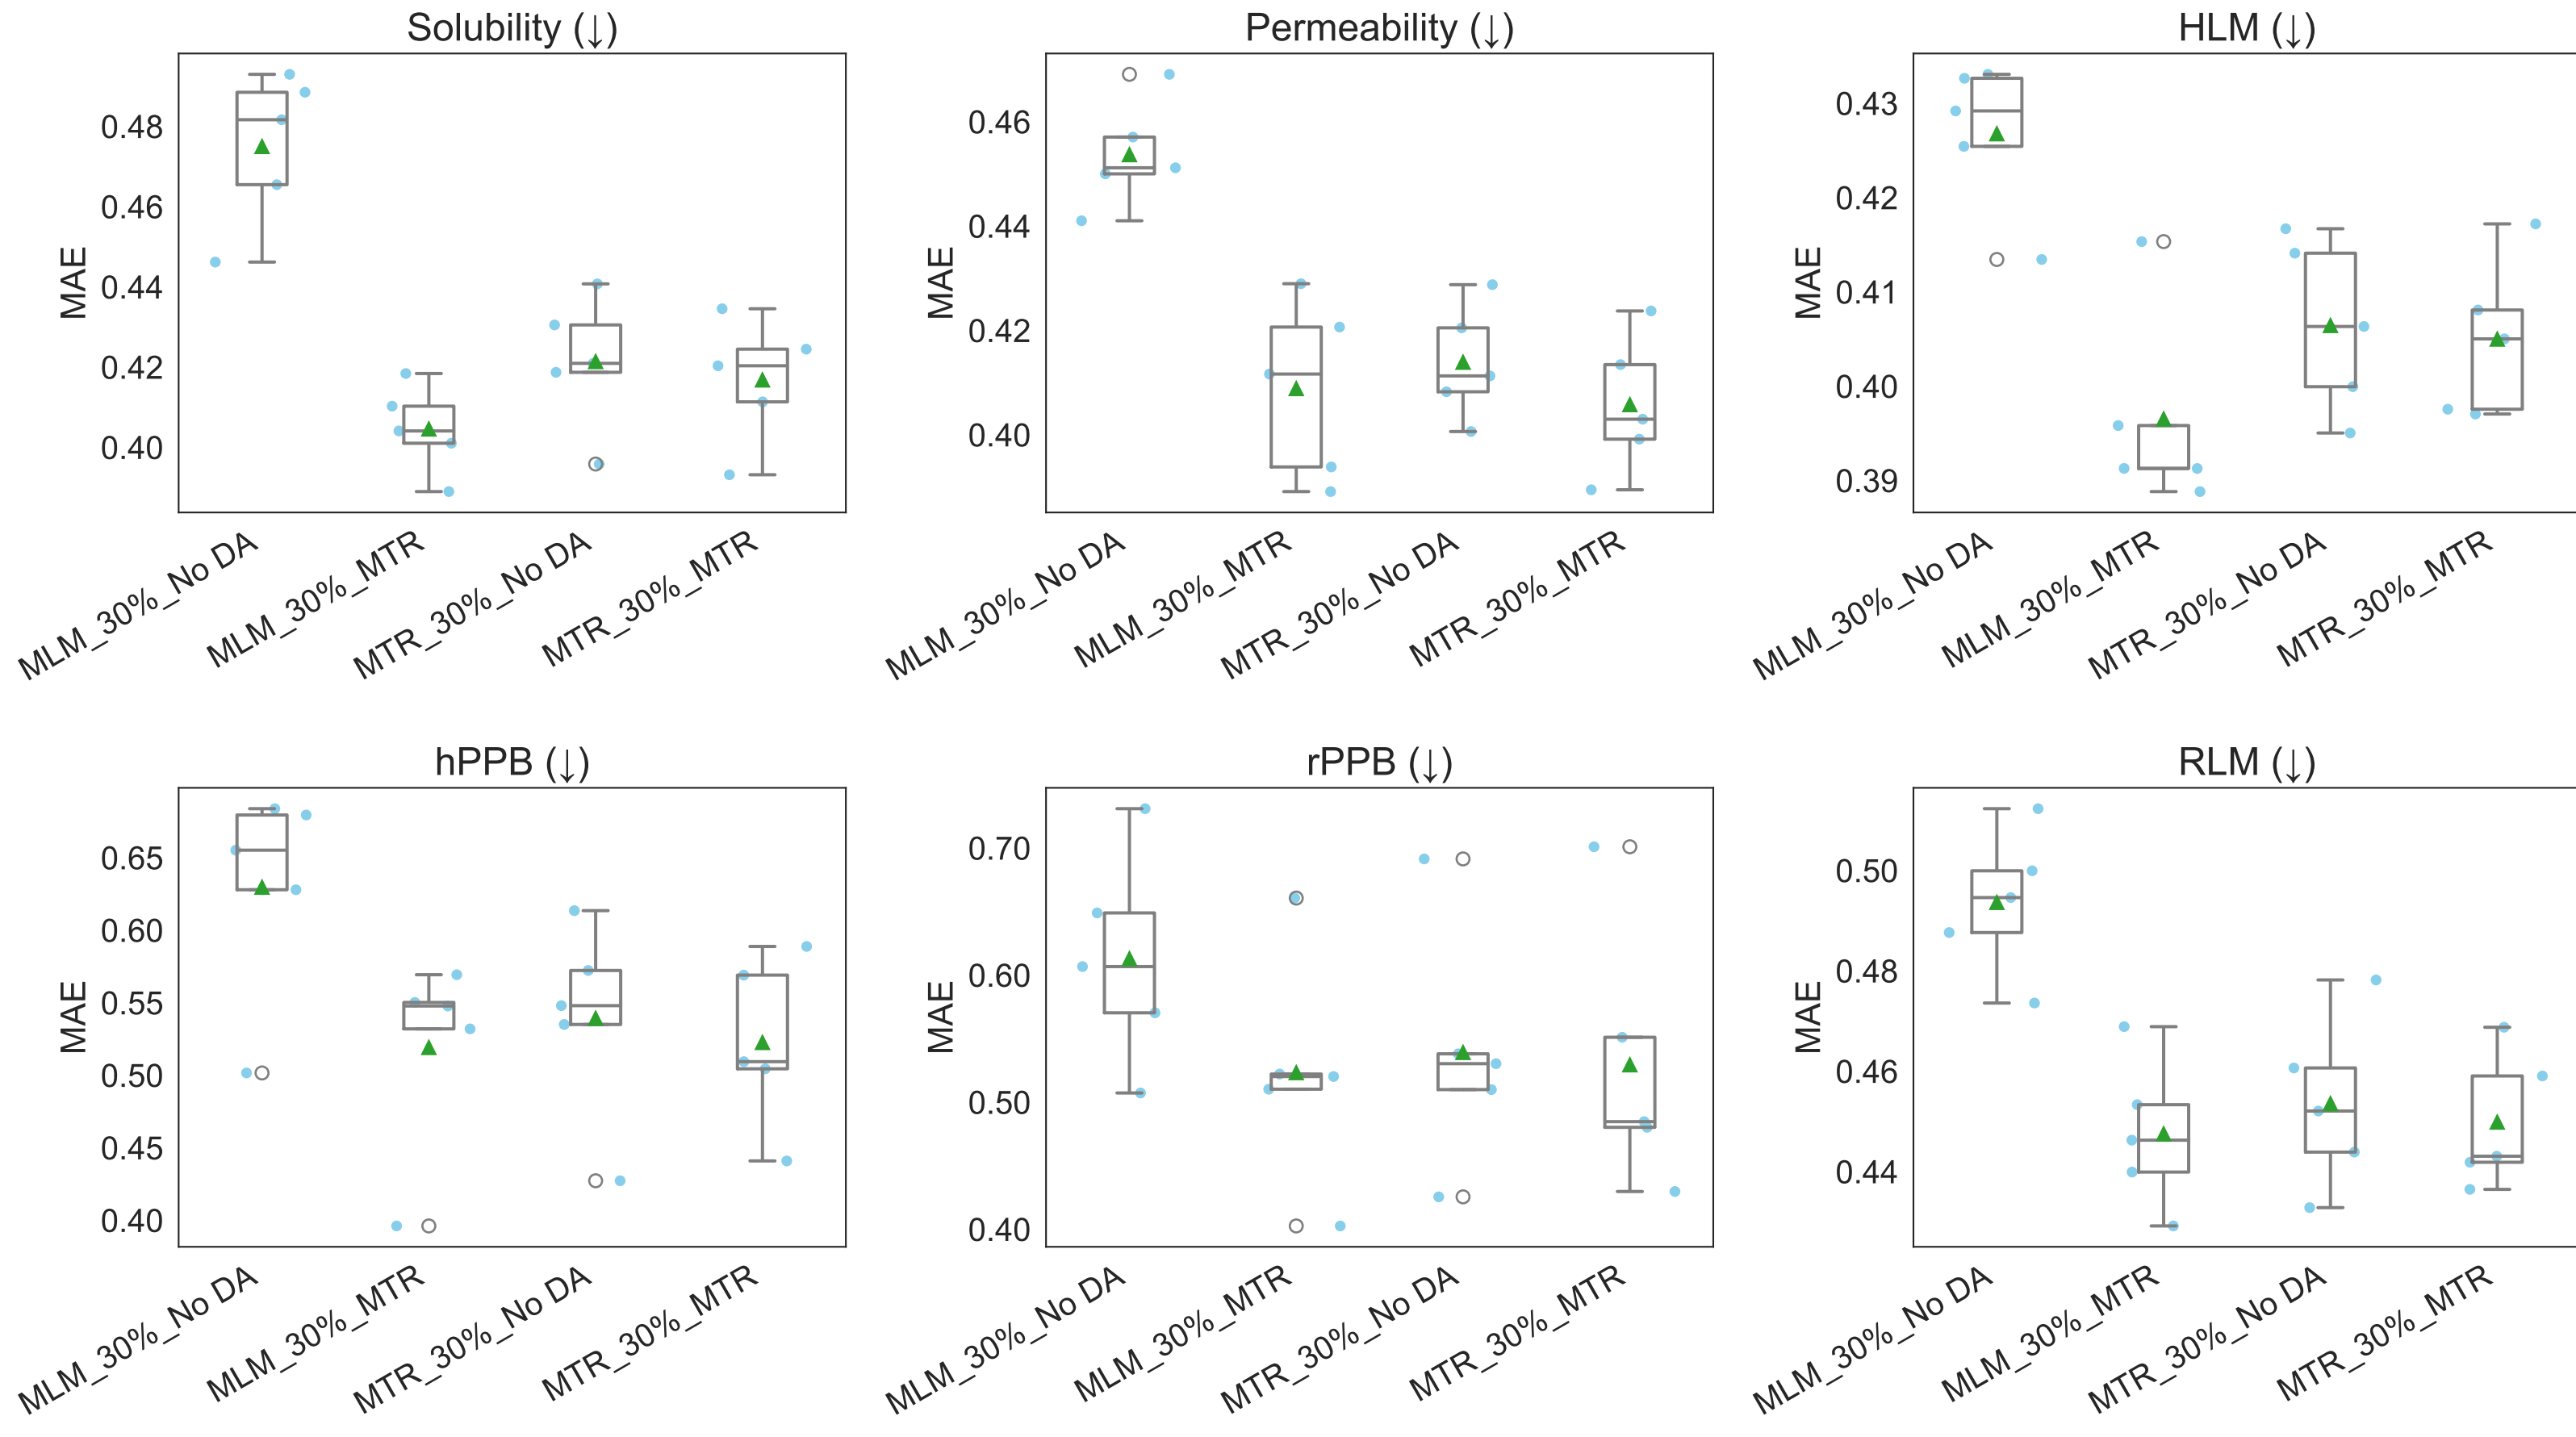 Solubility (↓)
MAE
0.48
0.46
0.44
0.42
0.40
MLM_30%_No DA
MLM_30%_MTR
MTR_30%_No DA
MTR_30%_MTR
Permeability (↓)
MAE
0.46
0.44
0.42
0.40
MLM_30%_No DA
MLM_30%_MTR
MTR_30%_No DA
MTR_30%_MTR
HLM (↓)
MAE
0.43
0.42
0.41
0.40
0.39
MLM_30%_No DA
MLM_30%_MTR
MTR_30%_No DA
MTR_30%_MTR
hPPB (↓)
MAE
0.65
0.60
0.55
0.50
0.45
0.40
MLM_30%_No DA
MLM_30%_MTR
MTR_30%_No DA
MTR_30%_MTR
rPPB (↓)
MAE
0.70
0.60
0.50
0.40
MLM_30%_No DA
MLM_30%_MTR
MTR_30%_No DA
MTR_30%_MTR
RLM (↓)
MAE
0.50
0.48
0.46
0.44
MLM_30%_No DA
MLM_30%_MTR
MTR_30%_No DA
MTR_30%_MTR